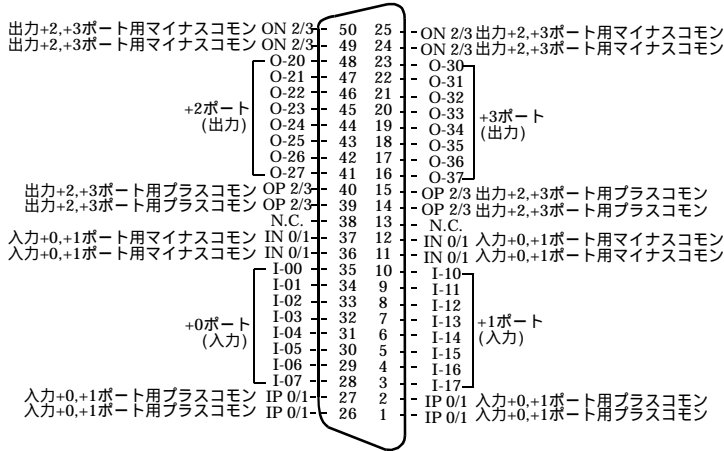 出力+2,+3ポート用マイナスコモン ON 2/3 50 25 ON 2/3 出力+2,+3ポート用マイナスコモン
出力+2,+3ポート用マイナスコモン ON 2/3 49 24 ON 2/3 出力+2,+3ポート用マイナスコモン
O-20 48 23 O-30
O-21 47 22 O-31
O-22 46 21 O-32
+2ポート (出力) O-23 45 20 O-33 +3ポート (出力)
O-24 44 19 O-34
O-25 43 18 O-35
O-26 42 17 O-36
O-27 41 16 O-37
出力+2,+3ポート用プラスコモン OP 2/3 40 15 OP 2/3 出力+2,+3ポート用プラスコモン
出力+2,+3ポート用プラスコモン OP 2/3 39 14 OP 2/3 出力+2,+3ポート用プラスコモン
N.C. 38 13 N.C.
入力+0,+1ポート用マイナスコモン IN 0/1 37 12 IN 0/1 入力+0,+1ポート用マイナスコモン
入力+0,+1ポート用マイナスコモン IN 0/1 36 11 IN 0/1 入力+0,+1ポート用マイナスコモン
I-00 35 10 I-10
I-01 34 9 I-11
I-02 33 8 I-12
+0ポート (入力) I-03 32 7 I-13 +1ポート (入力)
I-04 31 6 I-14
I-05 30 5 I-15
I-06 29 4 I-16
I-07 28 3 I-17
入力+0,+1ポート用プラスコモン IP 0/1 27 2 IP 0/1 入力+0,+1ポート用プラスコモン
入力+0,+1ポート用プラスコモン IP 0/1 26 1 IP 0/1 入力+0,+1ポート用プラスコモン